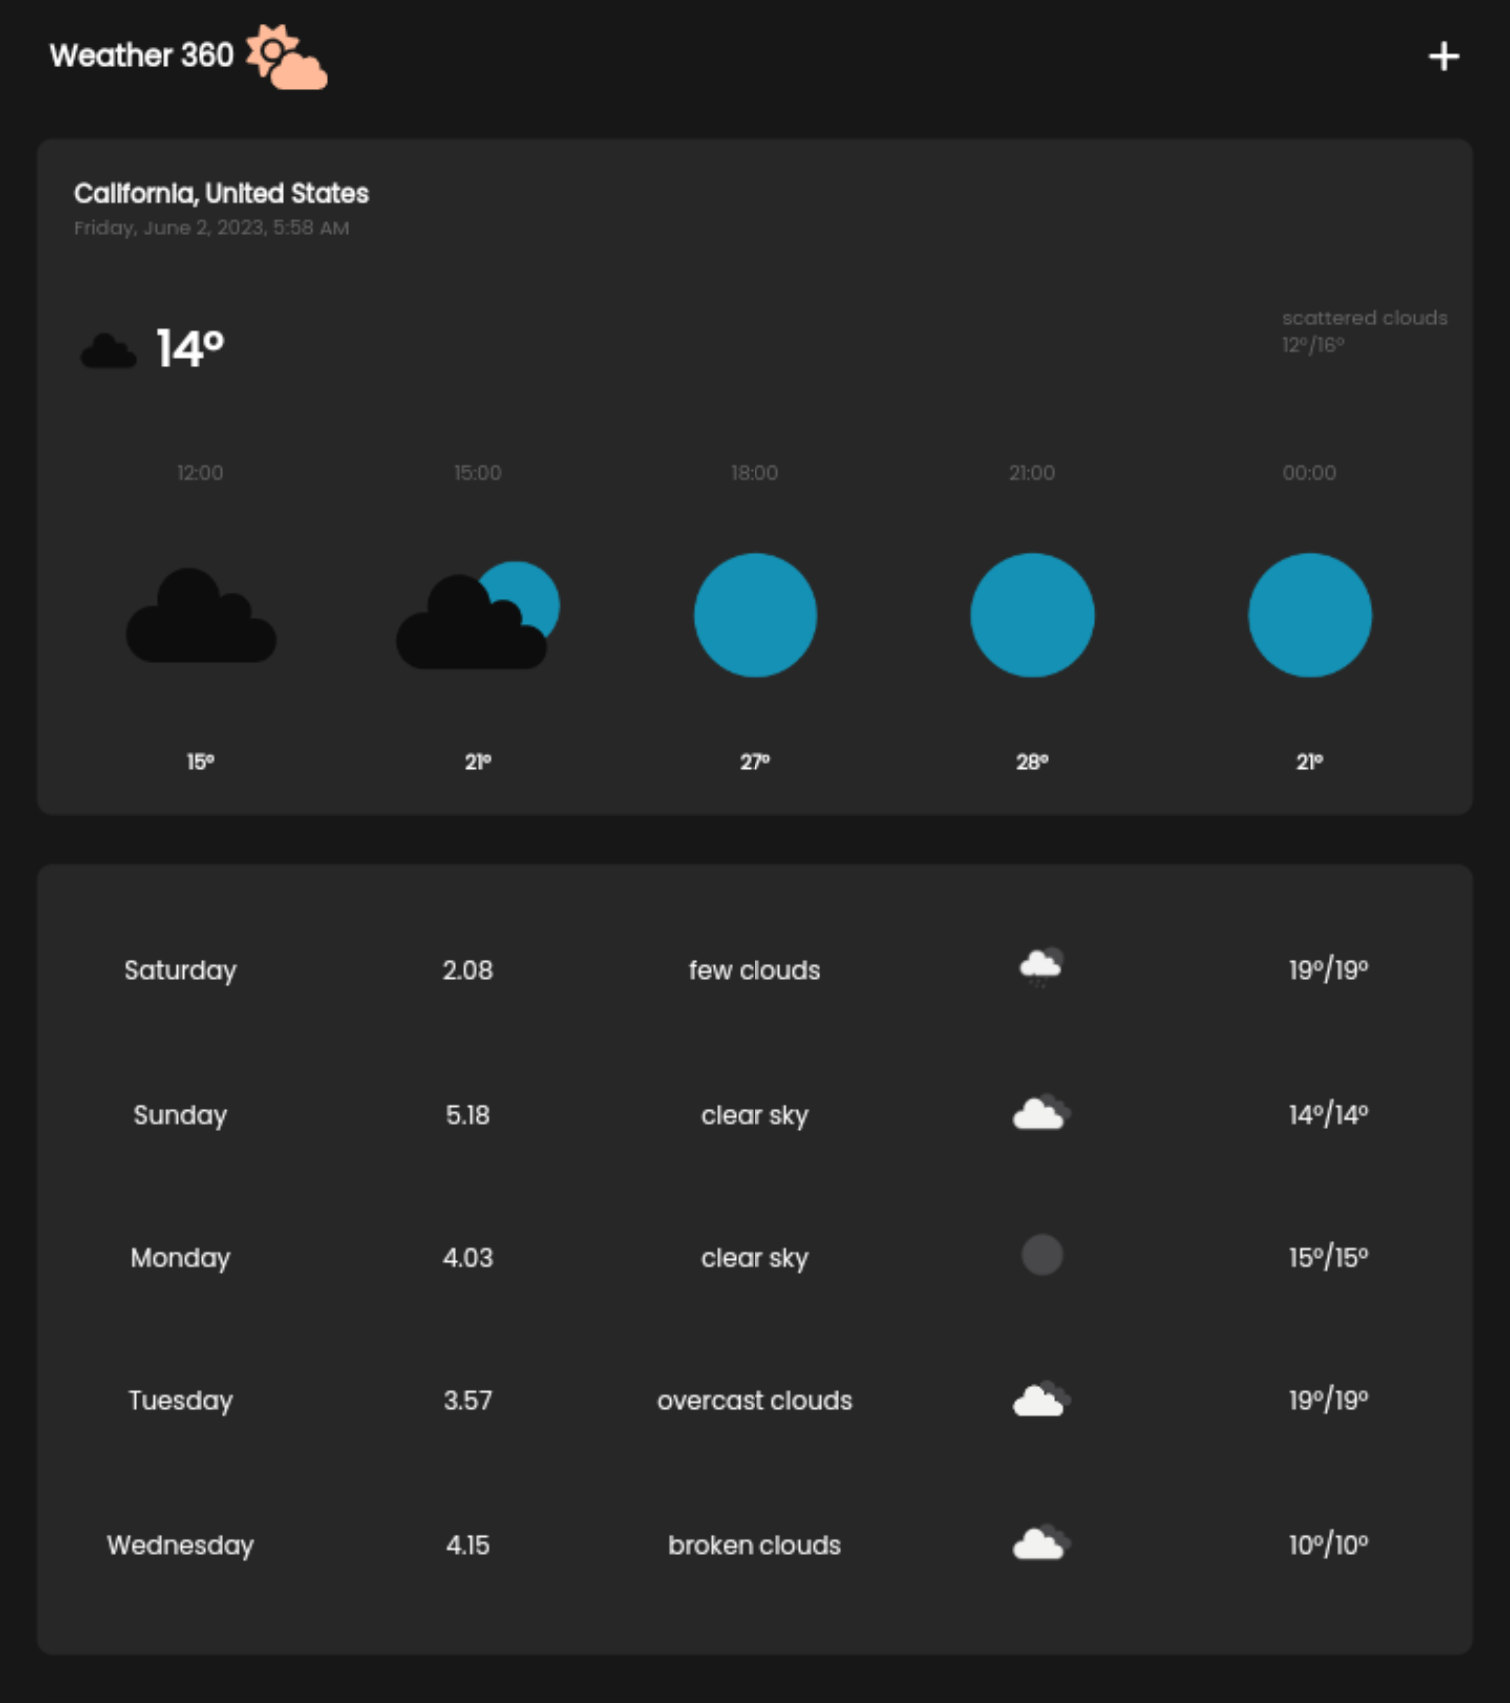 Weather 360
California, United States
Friday, June 2, 2023, 5:58 AM
14º
scattered clouds
12º/16º
12:00 15:00 18:00 21:00 00:00
15º 21º 27º 28º 21º
Saturday 2.08 few clouds 19º/19º
Sunday 5.18 clear sky 14º/14º
Monday 4.03 clear sky 15º/15º
Tuesday 3.57 overcast clouds 19º/19º
Wednesday 4.15 broken clouds 10º/10º